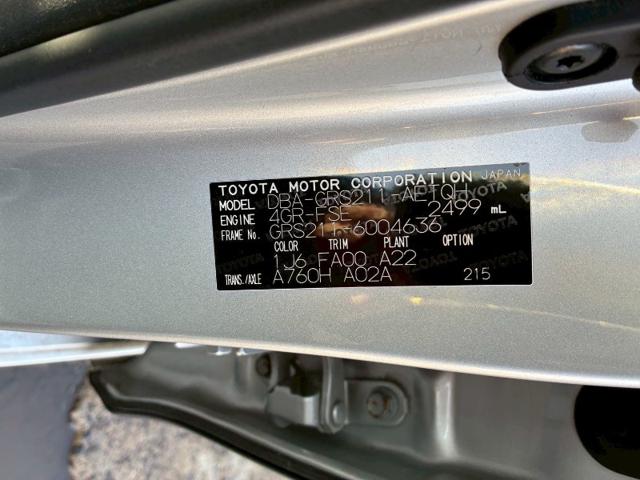 TOYOTA MOTOR CORPORATION JAPAN
MODEL DBA-GRS211-AETQH
ENGINE 4GR-FSE 2499 mL
FRAME No. GRS211-6004636
COLOR TRIM PLANT OPTION
1J6 FA00 A22
TRANS./AXLE A760H A02A 215